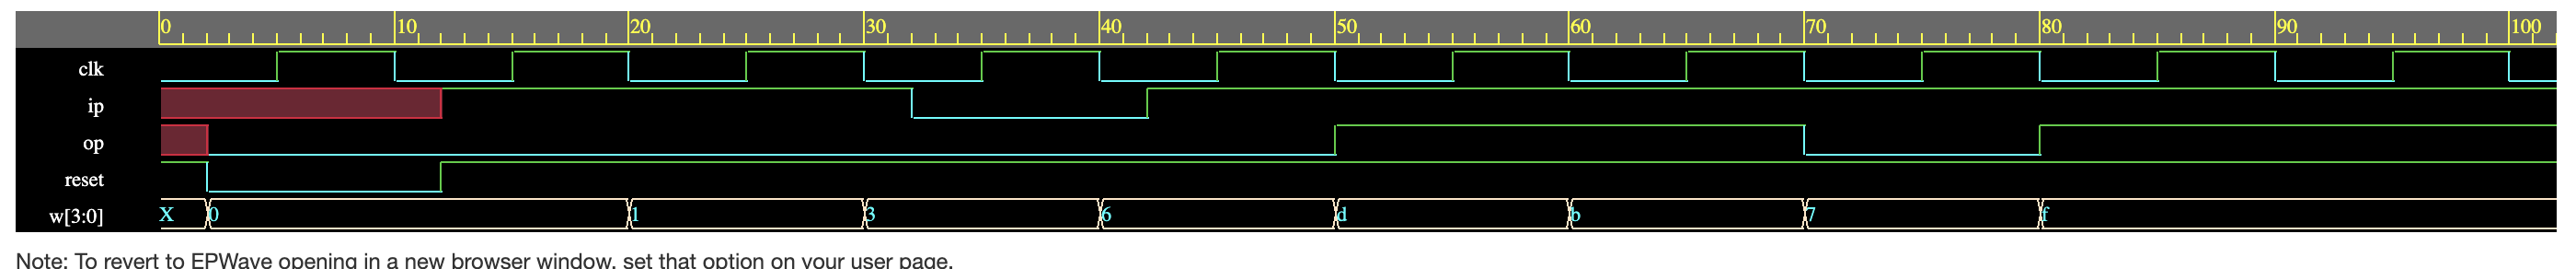 0 10 20 30 40 50 60 70 80 90 100
clk
ip
op
reset
w[3:0] X 0 1 3 6 d b 7 f
Note: To revert to EPWave opening in a new browser window, set that option on your user page.